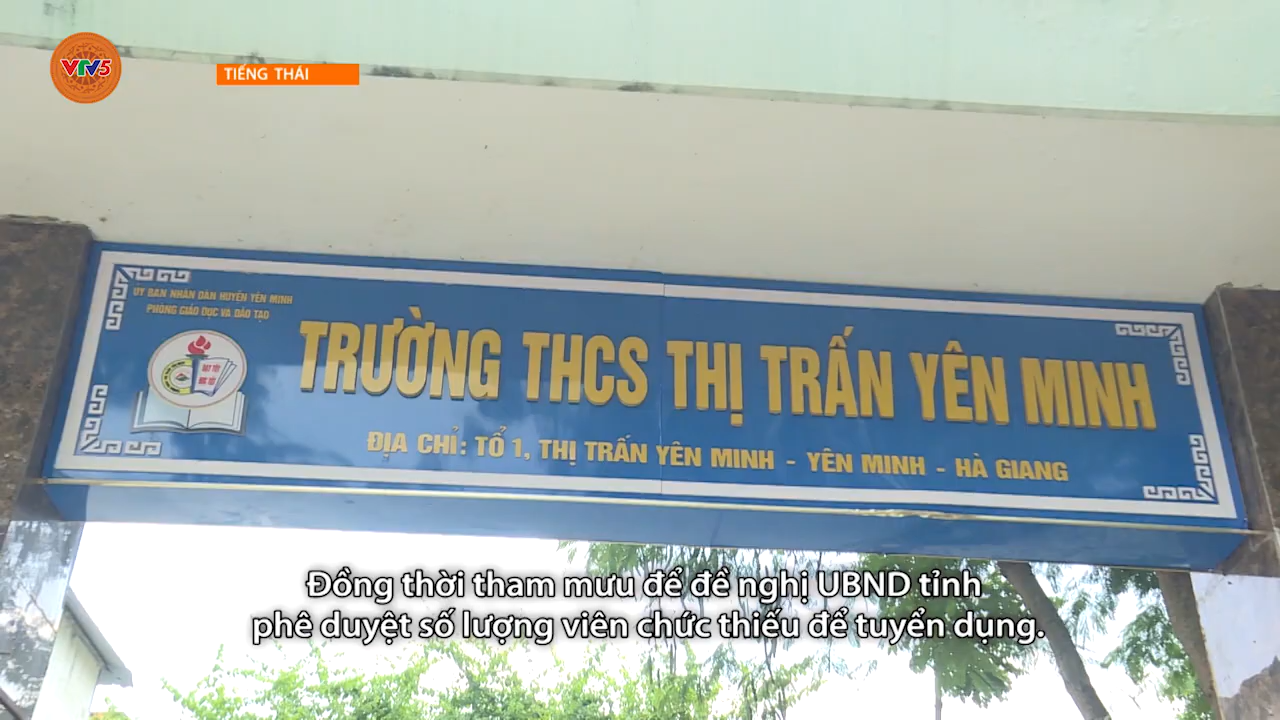 VTV5
TIẾNG THÁI
UỶ BAN NHÂN DÂN HUYỆN YÊN MINH
PHÒNG GIÁO DỤC VÀ ĐÀO TẠO
TRƯỜNG THCS THỊ TRẤN YÊN MINH
ĐỊA CHỈ: TỔ 1, THỊ TRẤN YÊN MINH - YÊN MINH - HÀ GIANG
Đồng thời tham mưu để đề nghị UBND tỉnh
phê duyệt số lượng viên chức thiếu để tuyển dụng.